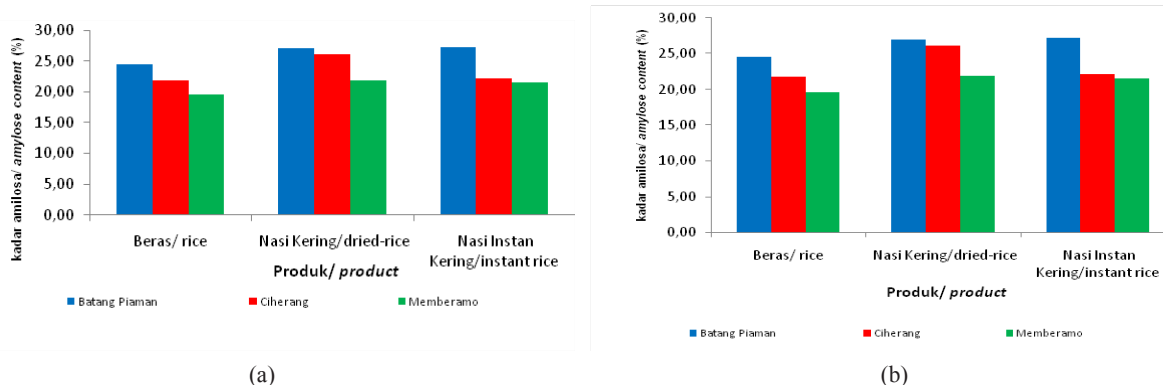 kadar amilosa/ amylose content (%)
30,00
25,00
20,00
15,00
10,00
5,00
0,00
Beras/ rice
Nasi Kering/dried-rice
Nasi Instan
Kering/instant rice
Produk/ product
Batang Piaman
Ciherang
Memberamo
(a)
kadar amilosa/ amylose content (%)
30,00
25,00
20,00
15,00
10,00
5,00
0,00
Beras/ rice
Nasi Kering/dried-rice
Nasi Instan
Kering/instant rice
Produk/ product
Batang Piaman
Ciherang
Memberamo
(b)